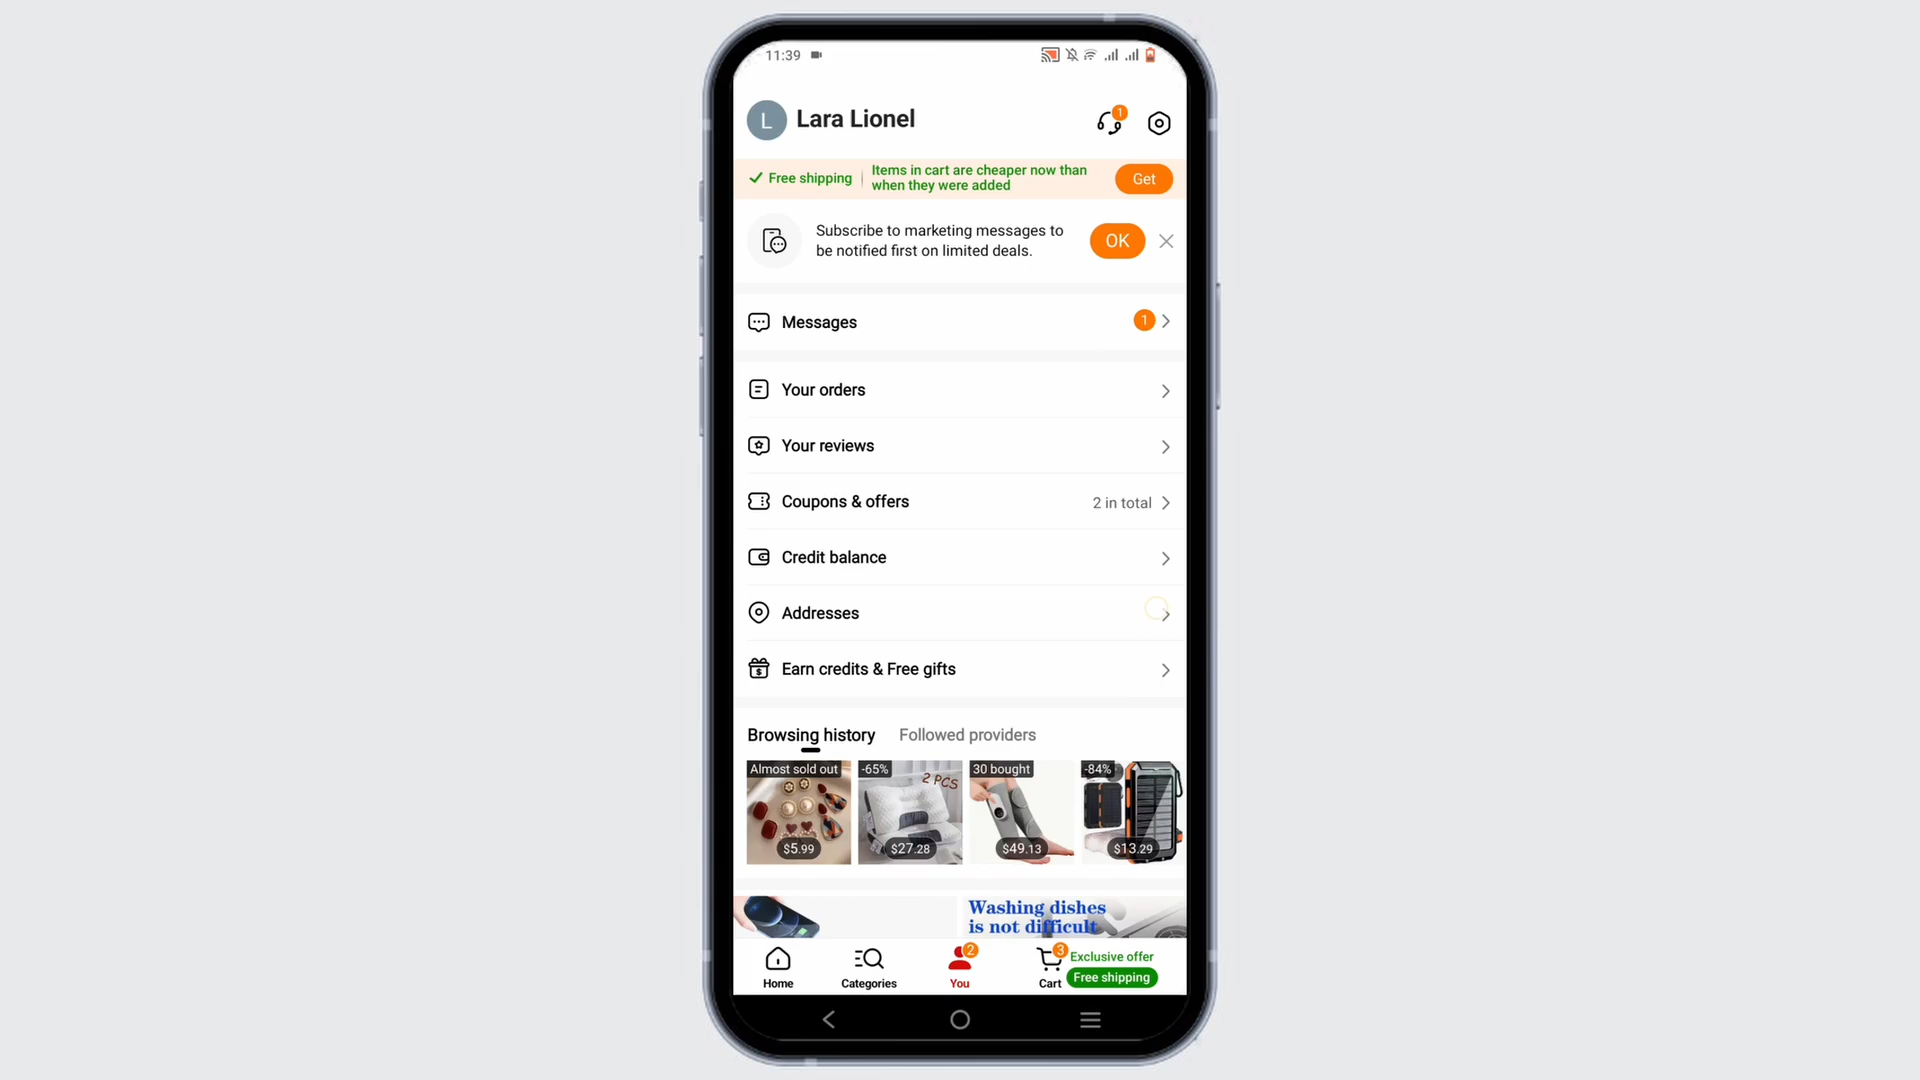 11:39
L
Lara Lionel
1
Free shipping
Items in cart are cheaper now than
when they were added
Get
Subscribe to marketing messages to
be notified first on limited deals.
OK
Messages
1
Your orders
Your reviews
Coupons & offers
2 in total
Credit balance
Addresses
Earn credits & Free gifts
Browsing history
Followed providers
Almost sold out
-65%
2 PCS
30 bought
-84%
$5.99
$27.28
$49.13
$13.29
Washing dishes
is not difficult
2
3
Exclusive offer
Free shipping
Home
Categories
You
Cart